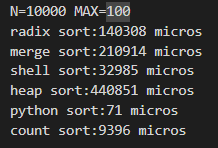 N=10000 MAX=100
radix sort:140308 micros
merge sort:210914 micros
shell sort:32985 micros
heap sort:440851 micros
python sort:71 micros
count sort:9396 micros